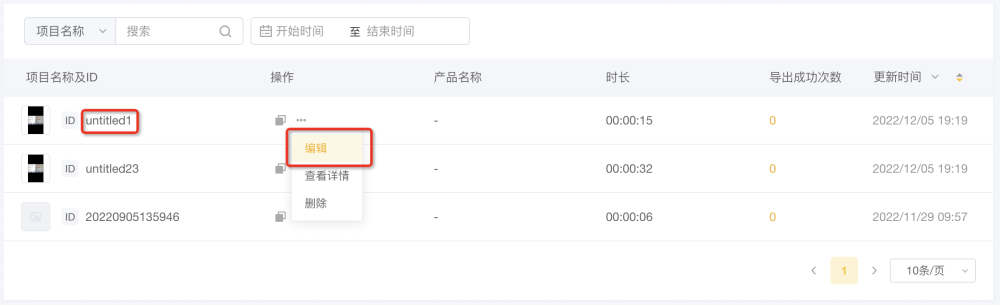 项目名称 搜索 开始时间 至 结束时间
项目名称及ID 操作 产品名称 时长 导出成功次数 更新时间
ID untitled1 - 00:00:15 0 2022/12/05 19:19
编辑
ID untitled23 - 00:00:32 0 2022/12/05 19:19
查看详情
删除
ID 20220905135946 - 00:00:06 0 2022/11/29 09:57
1 10条/页